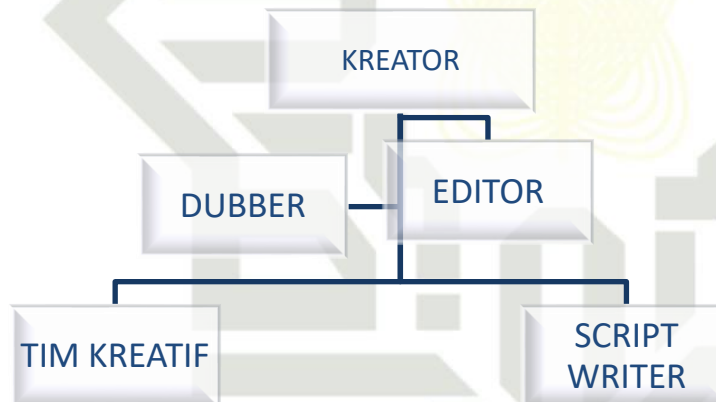 KREATOR
DUBBER
EDITOR
TIM KREATIF
SCRIPT
WRITER